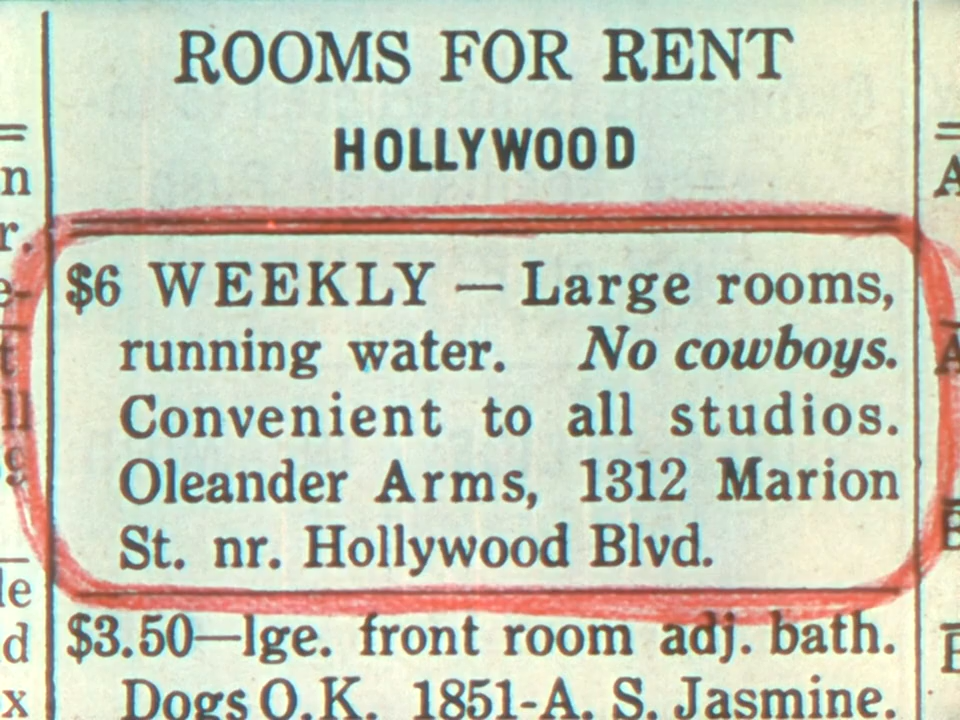 ROOMS FOR RENT
HOLLYWOOD
$6 WEEKLY — Large rooms,
running water. No cowboys.
Convenient to all studios.
Oleander Arms, 1312 Marion
St. nr. Hollywood Blvd.
$3.50—lge. front room adj. bath.
Dogs O.K. 1851-A. S. Jasmine.